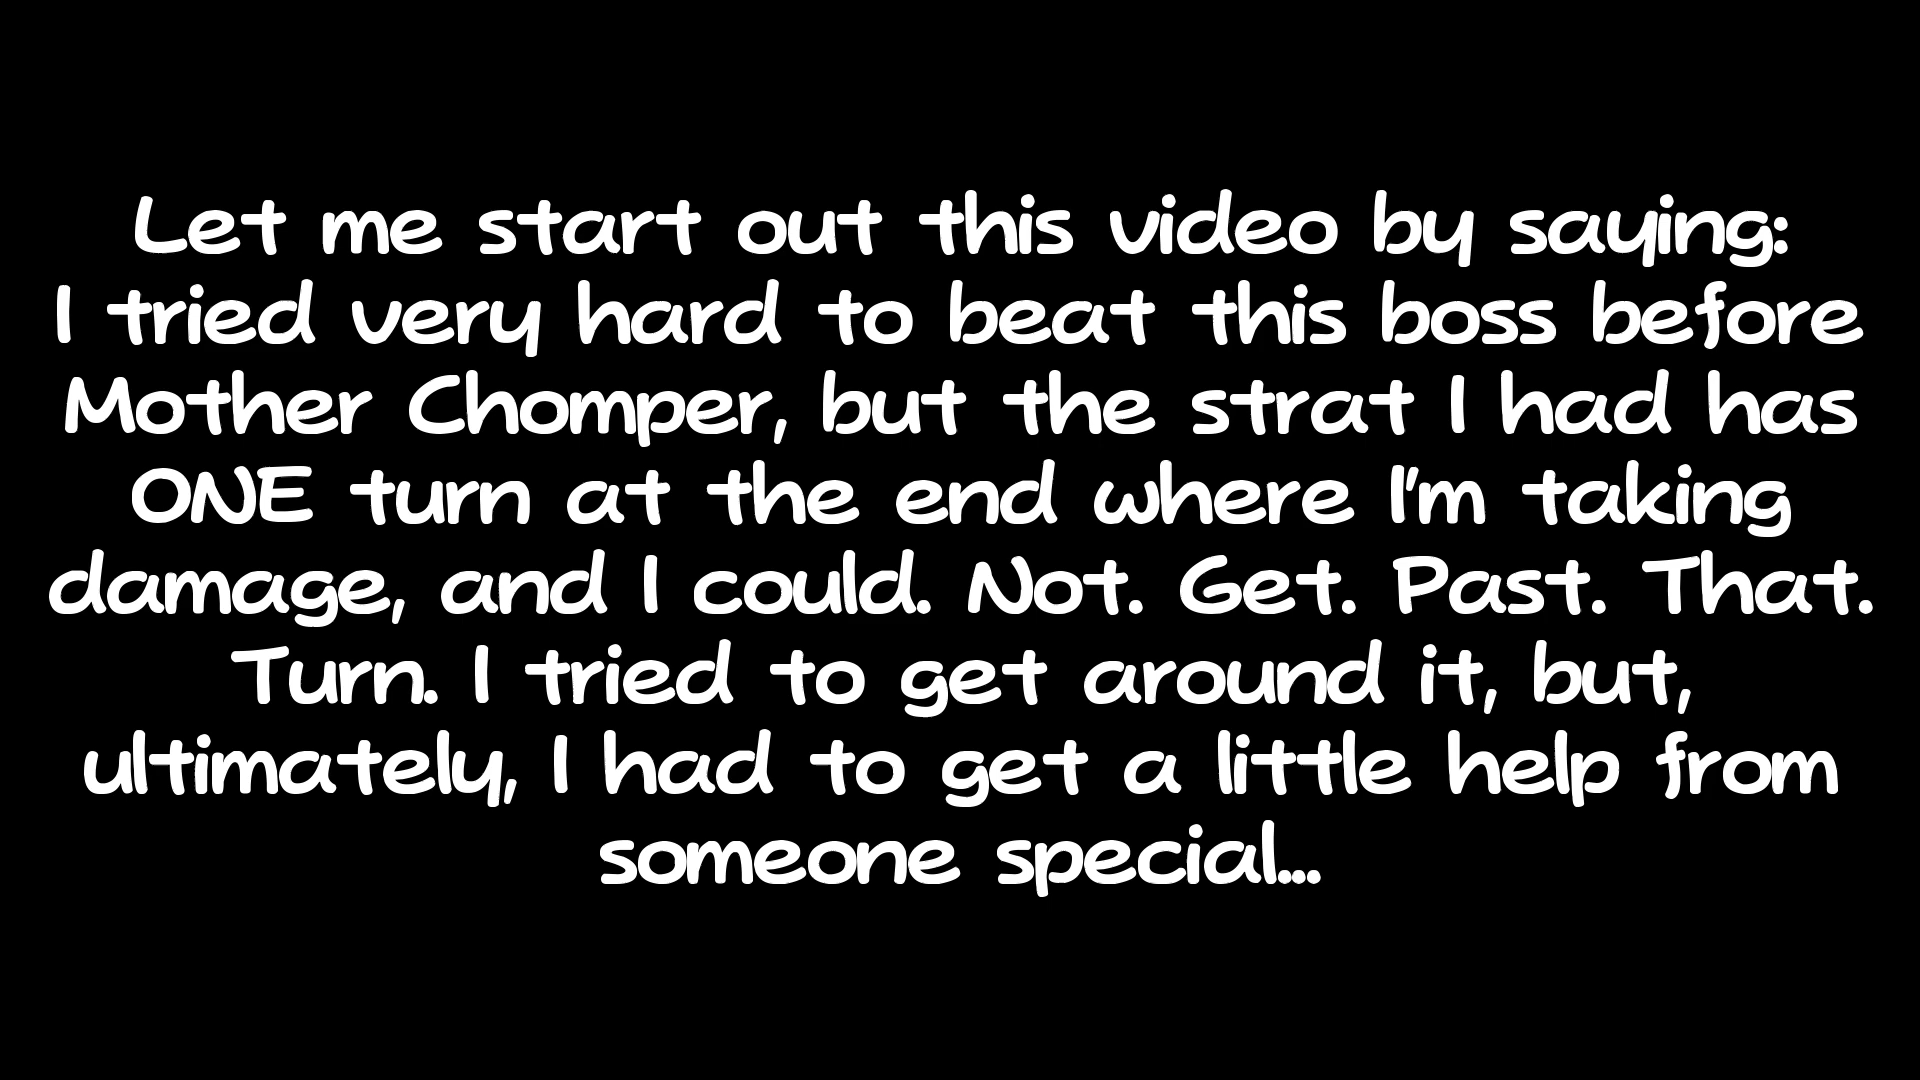 Let me start out this video by saying:
I tried very hard to beat this boss before
Mother Chomper, but the strat I had has
ONE turn at the end where I'm taking
damage, and I could. Not. Get. Past. That.
Turn. I tried to get around it, but,
ultimately, I had to get a little help from
someone special...